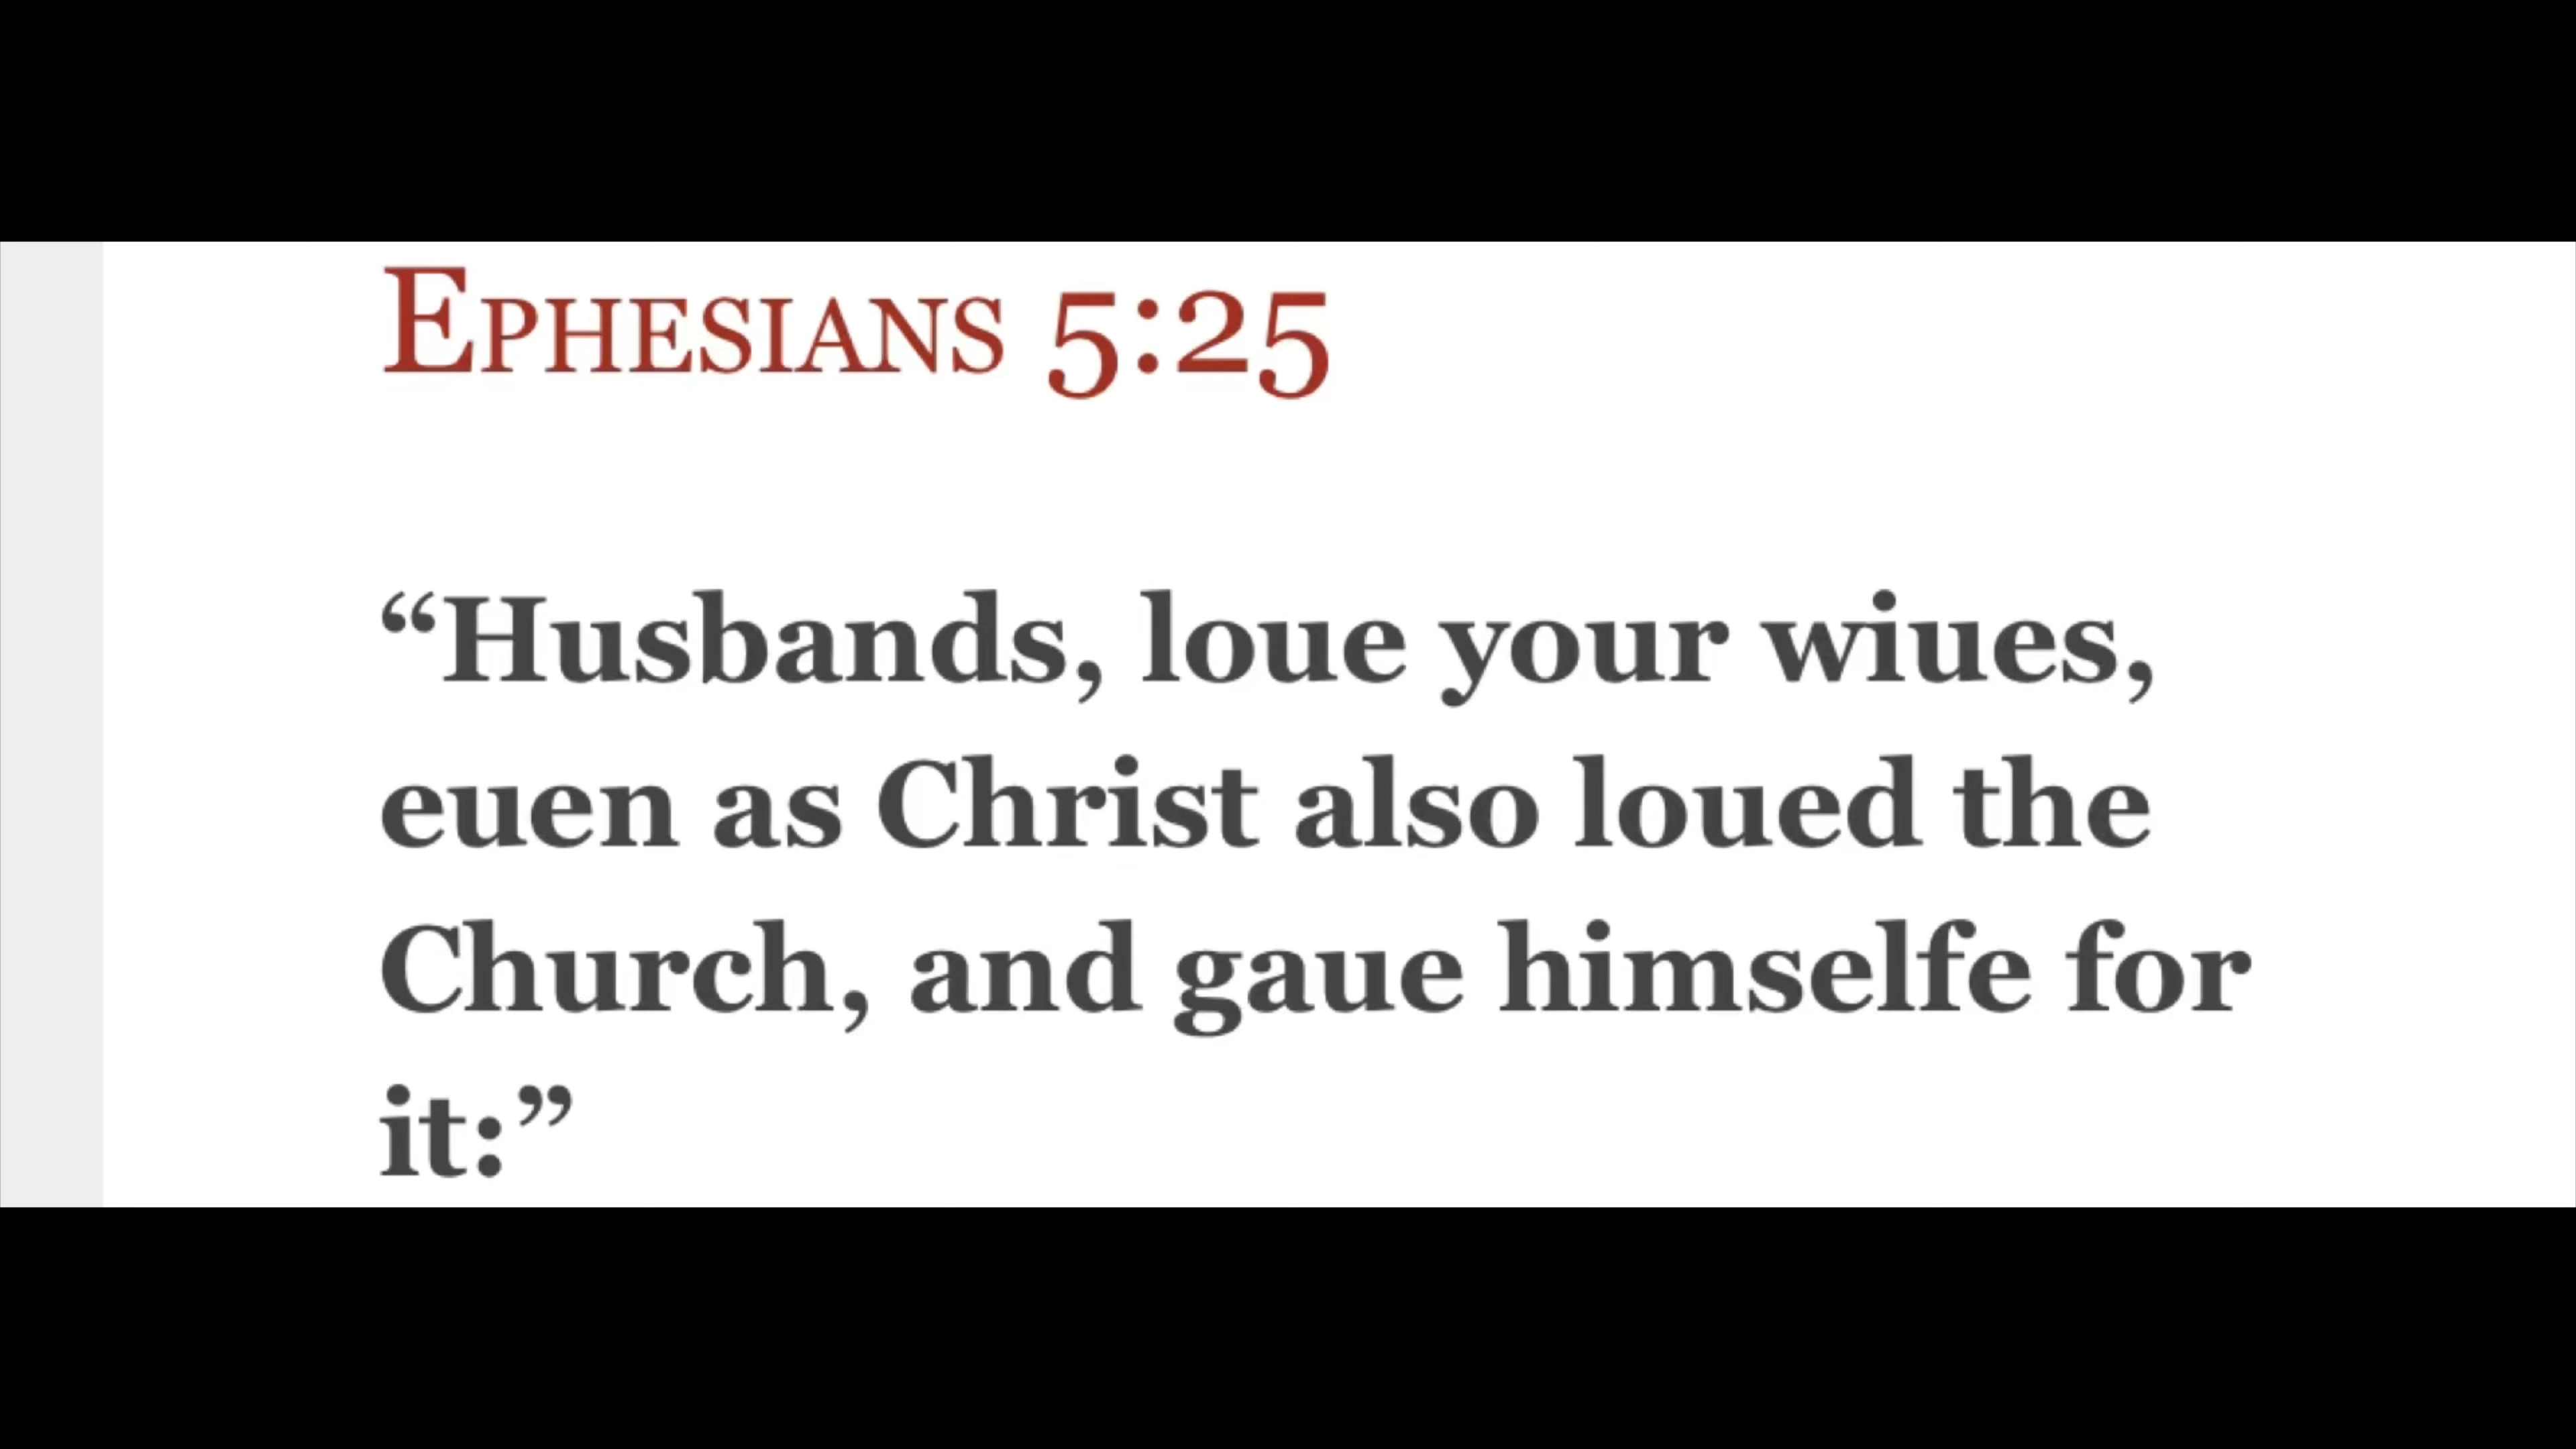 EPHESIANS 5:25
“Husbands, loue your wiues,
euen as Christ also loued the
Church, and gaue himselfe for
it:”